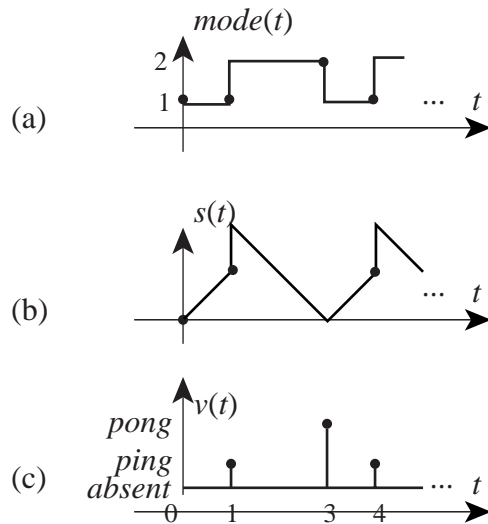 mode(t)
2
1
(a)
... t
s(t)
(b)
... t
v(t)
pong
ping
absent
(c)
... t
0 1 3 4